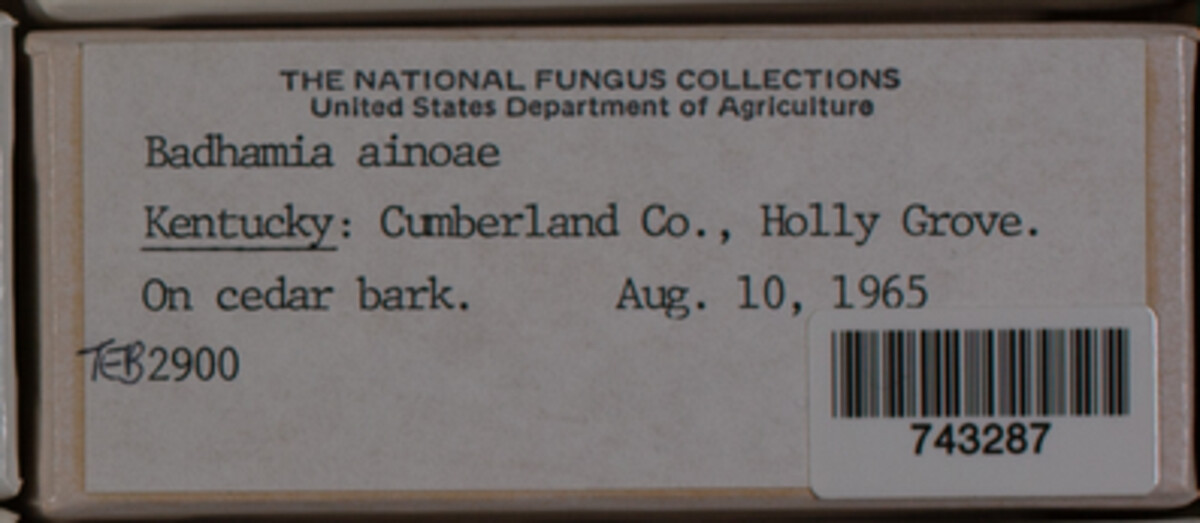 THE NATIONAL FUNGUS COLLECTIONS
United States Department of Agriculture
Badhamia ainoae
Kentucky: Cumberland Co., Holly Grove.
On cedar bark. Aug. 10, 1965
TEB2900
743287